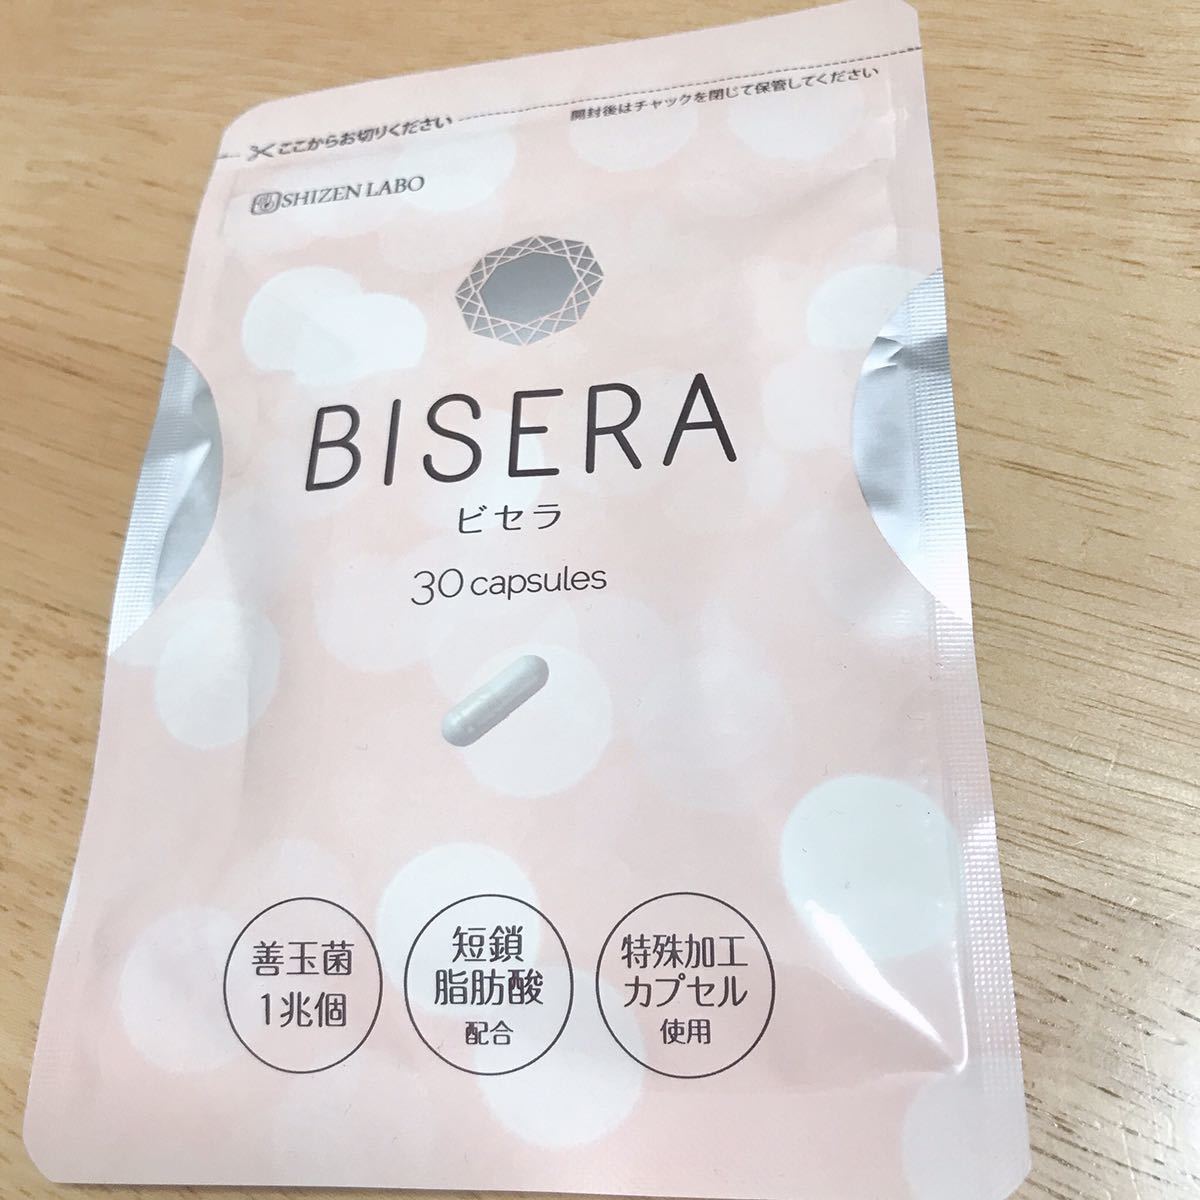 ここからお切りください
開封後はチャックを閉じて保管してください
SHIZEN LABO
BISERA
ビセラ
30 capsules
善玉菌
1兆個
短鎖
脂肪酸
配合
特殊加工
カプセル
使用